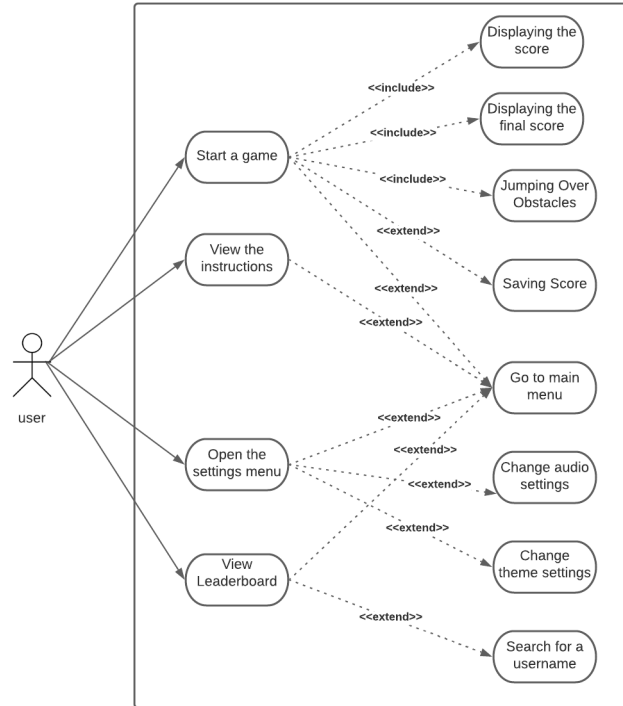 Displaying the
score
<<include>>
Displaying the
final score
<<include>>
Start a game
<<include>>
Jumping Over
Obstacles
<<extend>>
View the
instructions
Saving Score
<<extend>>
<<extend>>
Go to main
menu
user
<<extend>>
<<extend>>
Open the
settings menu
Change audio
settings
<<extend>>
<<extend>>
Change
theme settings
View
Leaderboard
<<extend>>
Search for a
username